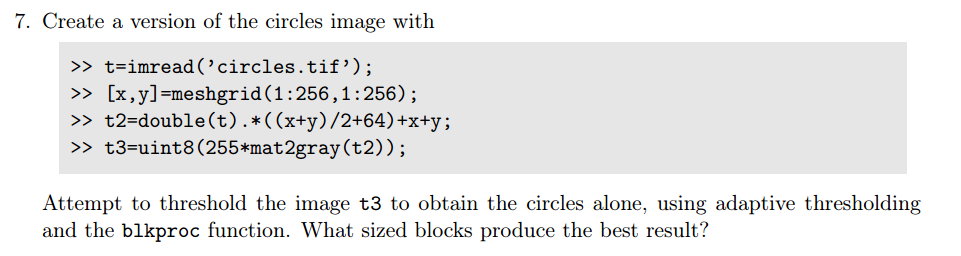 7. Create a version of the circles image with
>> t=imread('circles.tif');
>> [x,y]=meshgrid(1:256,1:256);
>> t2=double(t).*((x+y)/2+64)+x+y;
>> t3=uint8(255*mat2gray(t2));
Attempt to threshold the image t3 to obtain the circles alone, using adaptive thresholding
and the blkproc function. What sized blocks produce the best result?